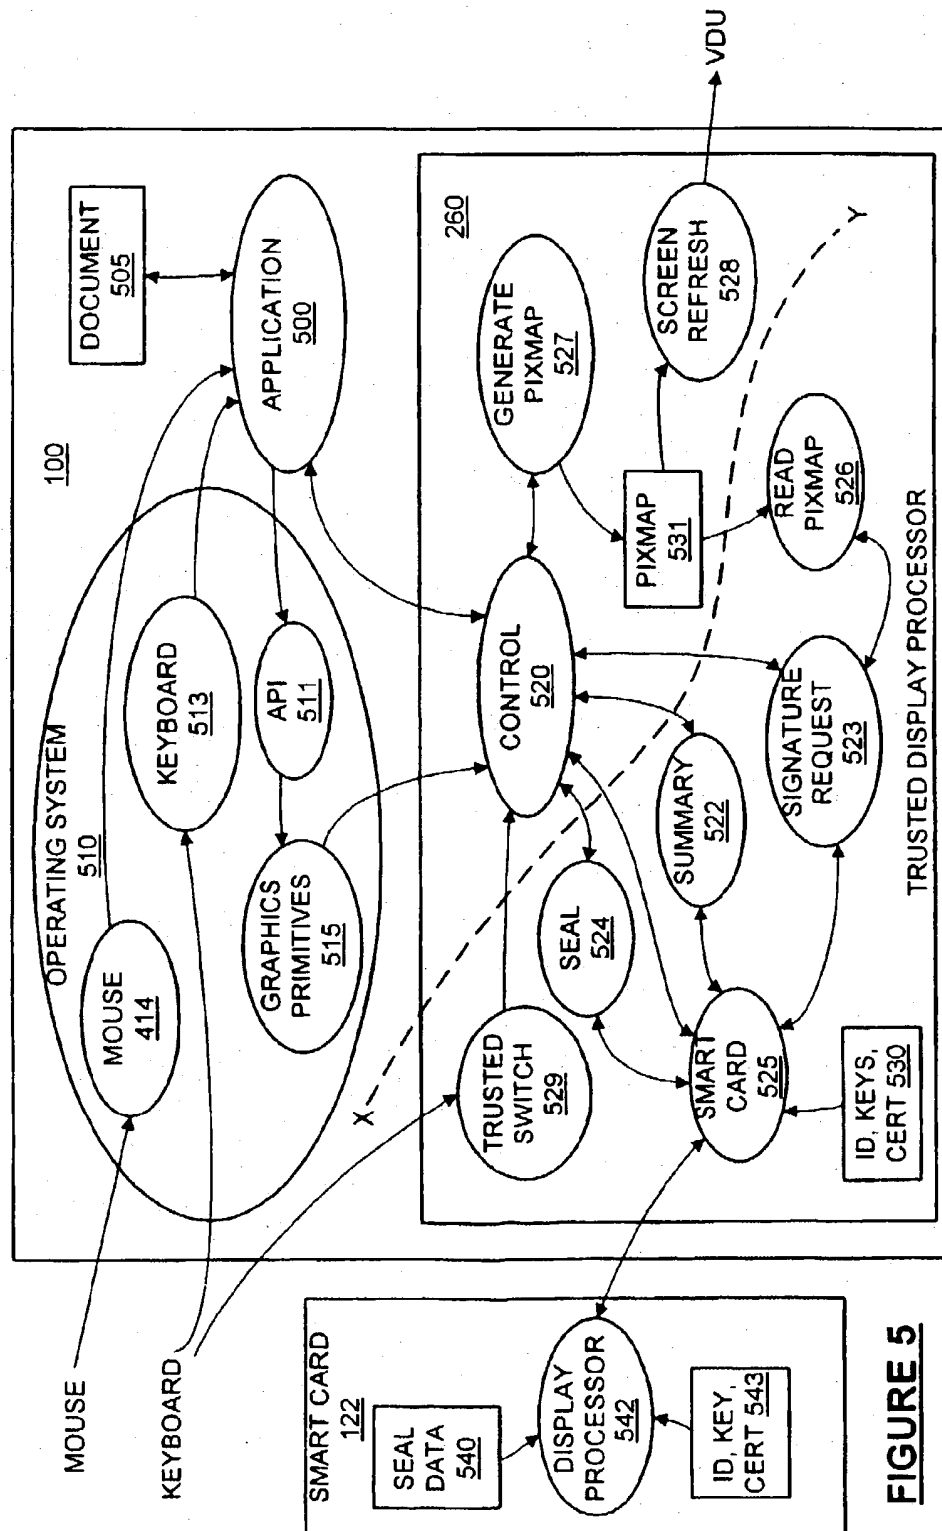 MOUSE
KEYBOARD
100
OPERATING SYSTEM
510
MOUSE
414
KEYBOARD
513
API
511
GRAPHICS
PRIMITIVES
515
DOCUMENT
505
APPLICATION
500
X
260
TRUSTED
SWITCH
529
CONTROL
520
GENERATE
PIXMAP
527
SEAL
524
SUMMARY
522
PIXMAP
531
SCREEN
REFRESH
528
VDU
SMART
CARD
525
SIGNATURE
REQUEST
523
READ
PIXMAP
526
Y
ID, KEYS,
CERT 530
TRUSTED DISPLAY PROCESSOR
SMART CARD
122
SEAL
DATA
540
DISPLAY
PROCESSOR
542
ID, KEY,
CERT 543
FIGURE 5